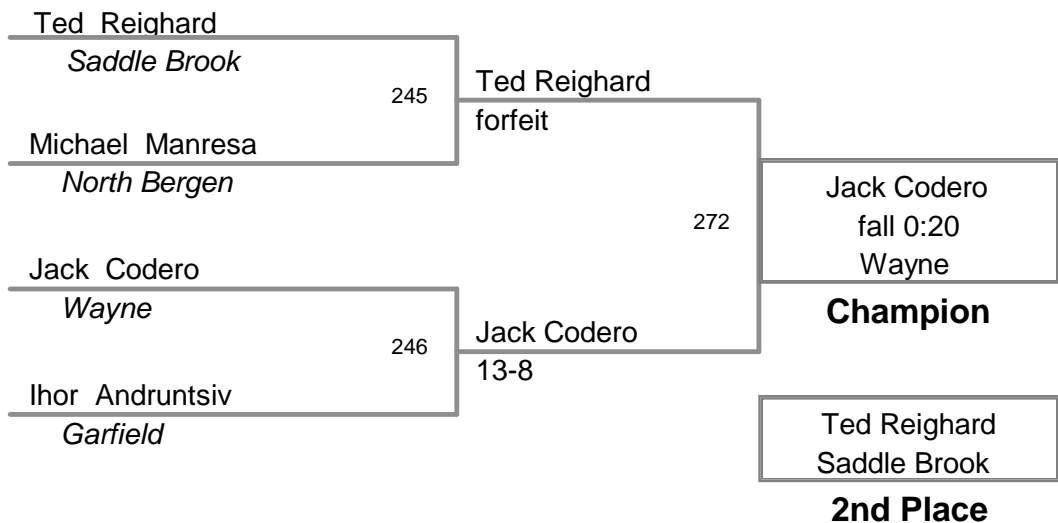 Ted Reighard
Saddle Brook
245
Ted Reighard
forfeit
Michael Manresa
North Bergen
272
Jack Codero
fall 0:20
Wayne
Champion
Jack Codero
Wayne
246
Jack Codero
13-8
Ihor Andruntsiv
Garfield
Ted Reighard
Saddle Brook
2nd Place